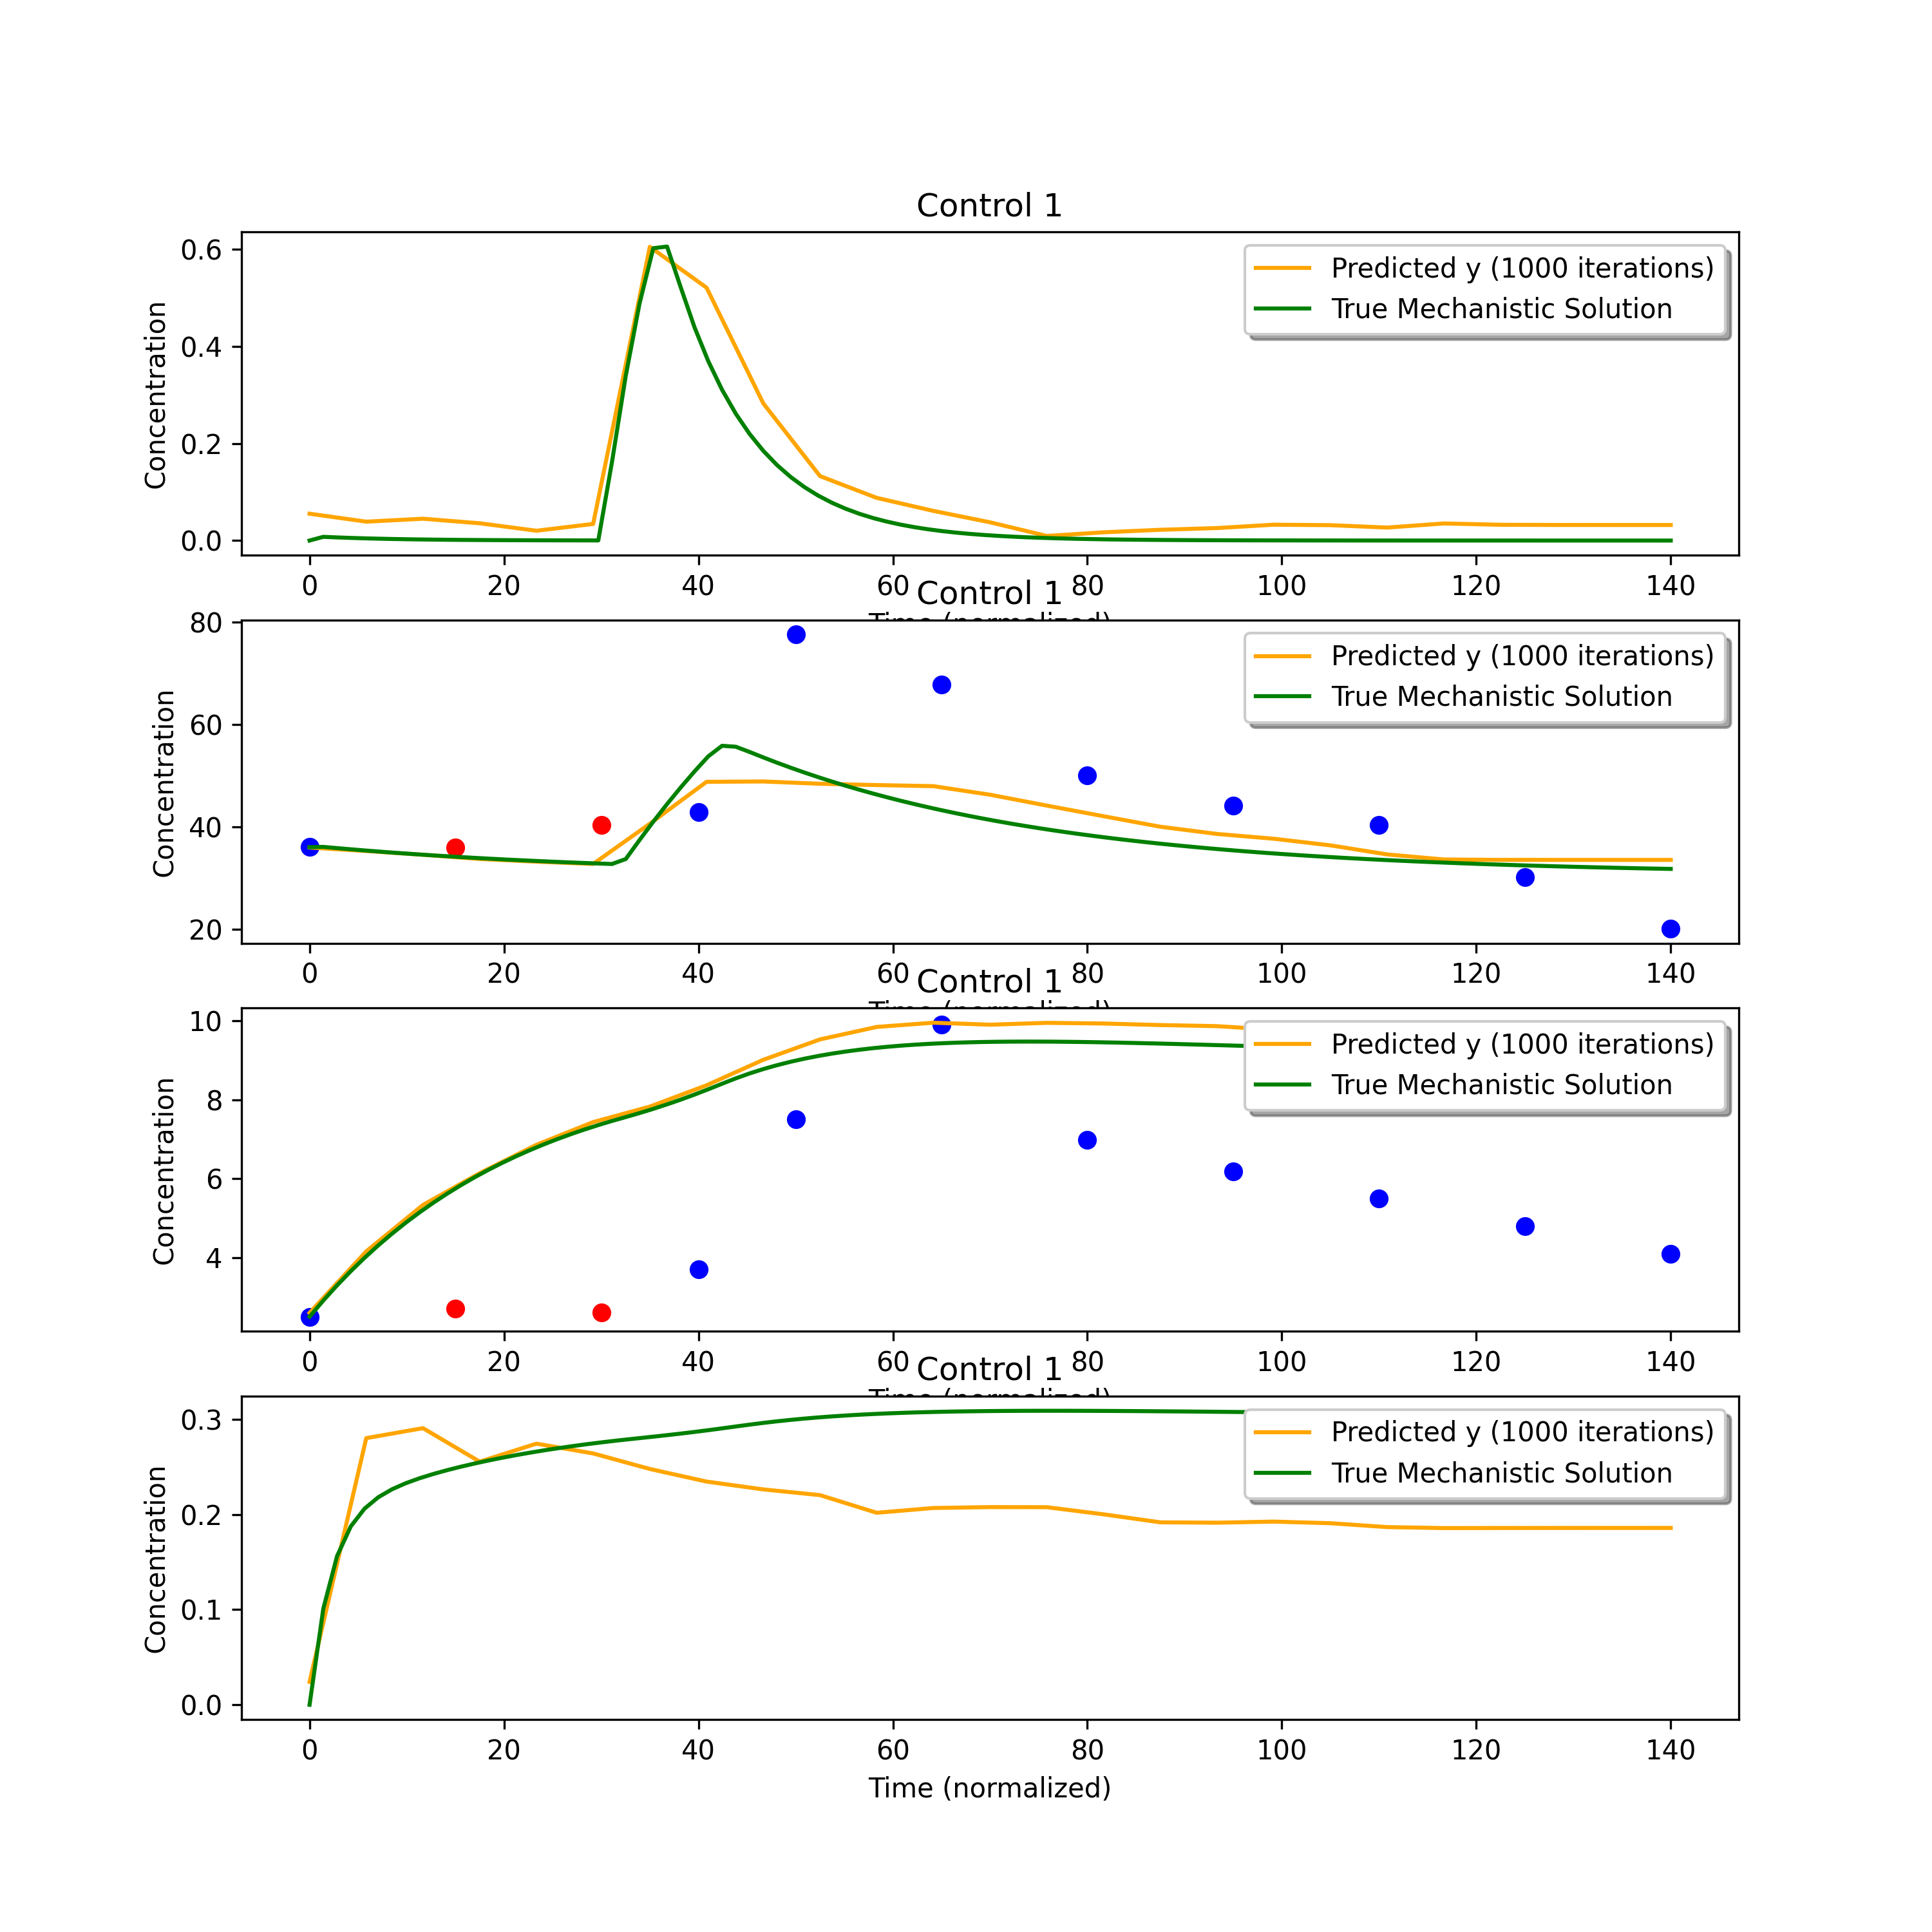 Control 1
Concentration
0.6
0.4
0.2
0.0
Predicted y (1000 iterations)
True Mechanistic Solution
0 20 40 60 80 100 120 140
Control 1
Concentration
80
60
40
20
Predicted y (1000 iterations)
True Mechanistic Solution
0 20 40 60 80 100 120 140
Control 1
Concentration
10
8
6
4
Predicted y (1000 iterations)
True Mechanistic Solution
0 20 40 60 80 100 120 140
Control 1
Concentration
0.3
0.2
0.1
0.0
Predicted y (1000 iterations)
True Mechanistic Solution
0 20 40 60 80 100 120 140
Time (normalized)